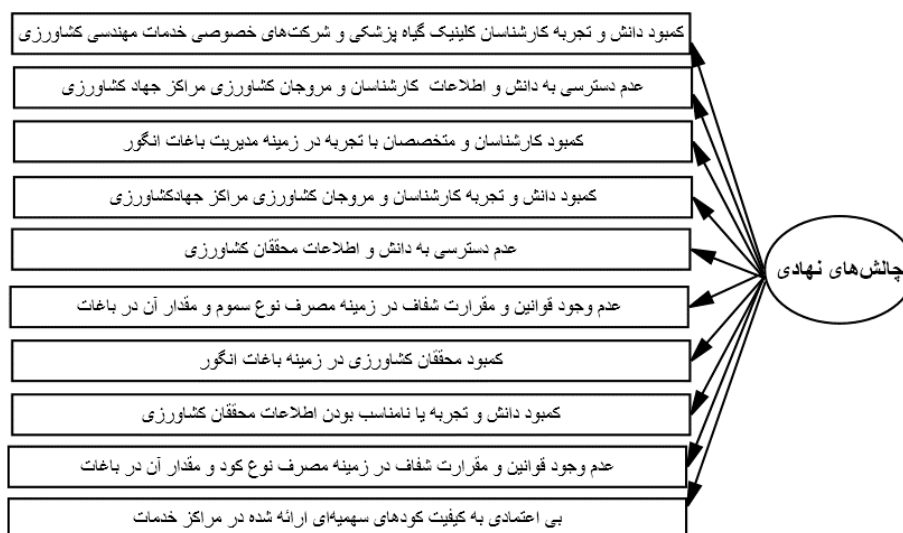 کمبود دانش و تجربه کارشناسان کلینیک گیاه پزشکی و شرکت‌های خصوصی خدمات مهندسی کشاورزی
عدم دسترسی به دانش و اطلاعات کارشناسان و مروجان کشاورزی مراکز جهاد کشاورزی
کمبود کارشناسان و متخصصان با تجربه در زمینه مدیریت باغات انگور
کمبود دانش و تجربه کارشناسان و مروجان کشاورزی مراکز جهادکشاورزی
عدم دسترسی به دانش و اطلاعات محققان کشاورزی
چالش‌های نهادی
عدم وجود قوانین و مقرارت شفاف در زمینه مصرف نوع سموم و مقدار آن در باغات
کمبود محققان کشاورزی در زمینه باغات انگور
کمبود دانش و تجربه یا نامناسب بودن اطلاعات محققان کشاورزی
عدم وجود قوانین و مقرارت شفاف در زمینه مصرف نوع کود و مقدار آن در باغات
بی اعتمادی به کیفیت کودهای سهمیه‌ای ارائه شده در مراکز خدمات